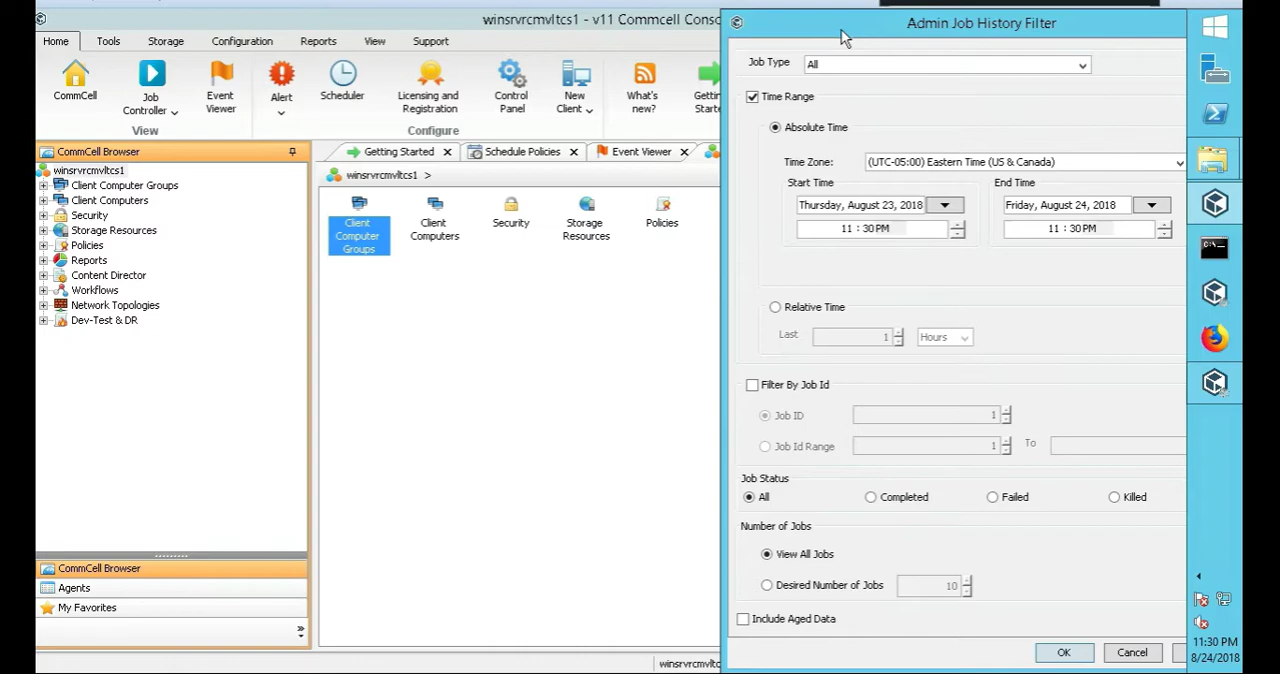 winsrvrcmvltcs1 - v11 Commcell Conso
Home Tools Storage Configuration Reports View Support
CommCell
Job Controller
Event Viewer
View
Alert
Scheduler
Licensing and Registration
Control Panel
New Client
What's new?
Getting
Starte
Configure
CommCell Browser
winsrvrcmvltcs1
Client Computer Groups
Client Computers
Security
Storage Resources
Policies
Reports
Content Director
Workflows
Network Topologies
Dev-Test & DR
CommCell Browser
Agents
My Favorites
»
Getting Started
Schedule Policies
Event Viewer
winsrvrcmvltcs1 >
Client Computer Groups
Client Computers
Security
Storage Resources
Policies
winsrvrcmvltc
Admin Job History Filter
Job Type All
Time Range
Absolute Time
Time Zone: (UTC-05:00) Eastern Time (US & Canada)
Start Time End Time
Thursday, August 23, 2018 Friday, August 24, 2018
11 : 30 PM 11 : 30 PM
Relative Time
Last 1 Hours
Filter By Job Id
Job ID 1
Job Id Range 1 To
Job Status
All Completed Failed Killed
Number of Jobs
View All Jobs
Desired Number of Jobs 10
Include Aged Data
OK Cancel
11:30 PM
8/24/2018